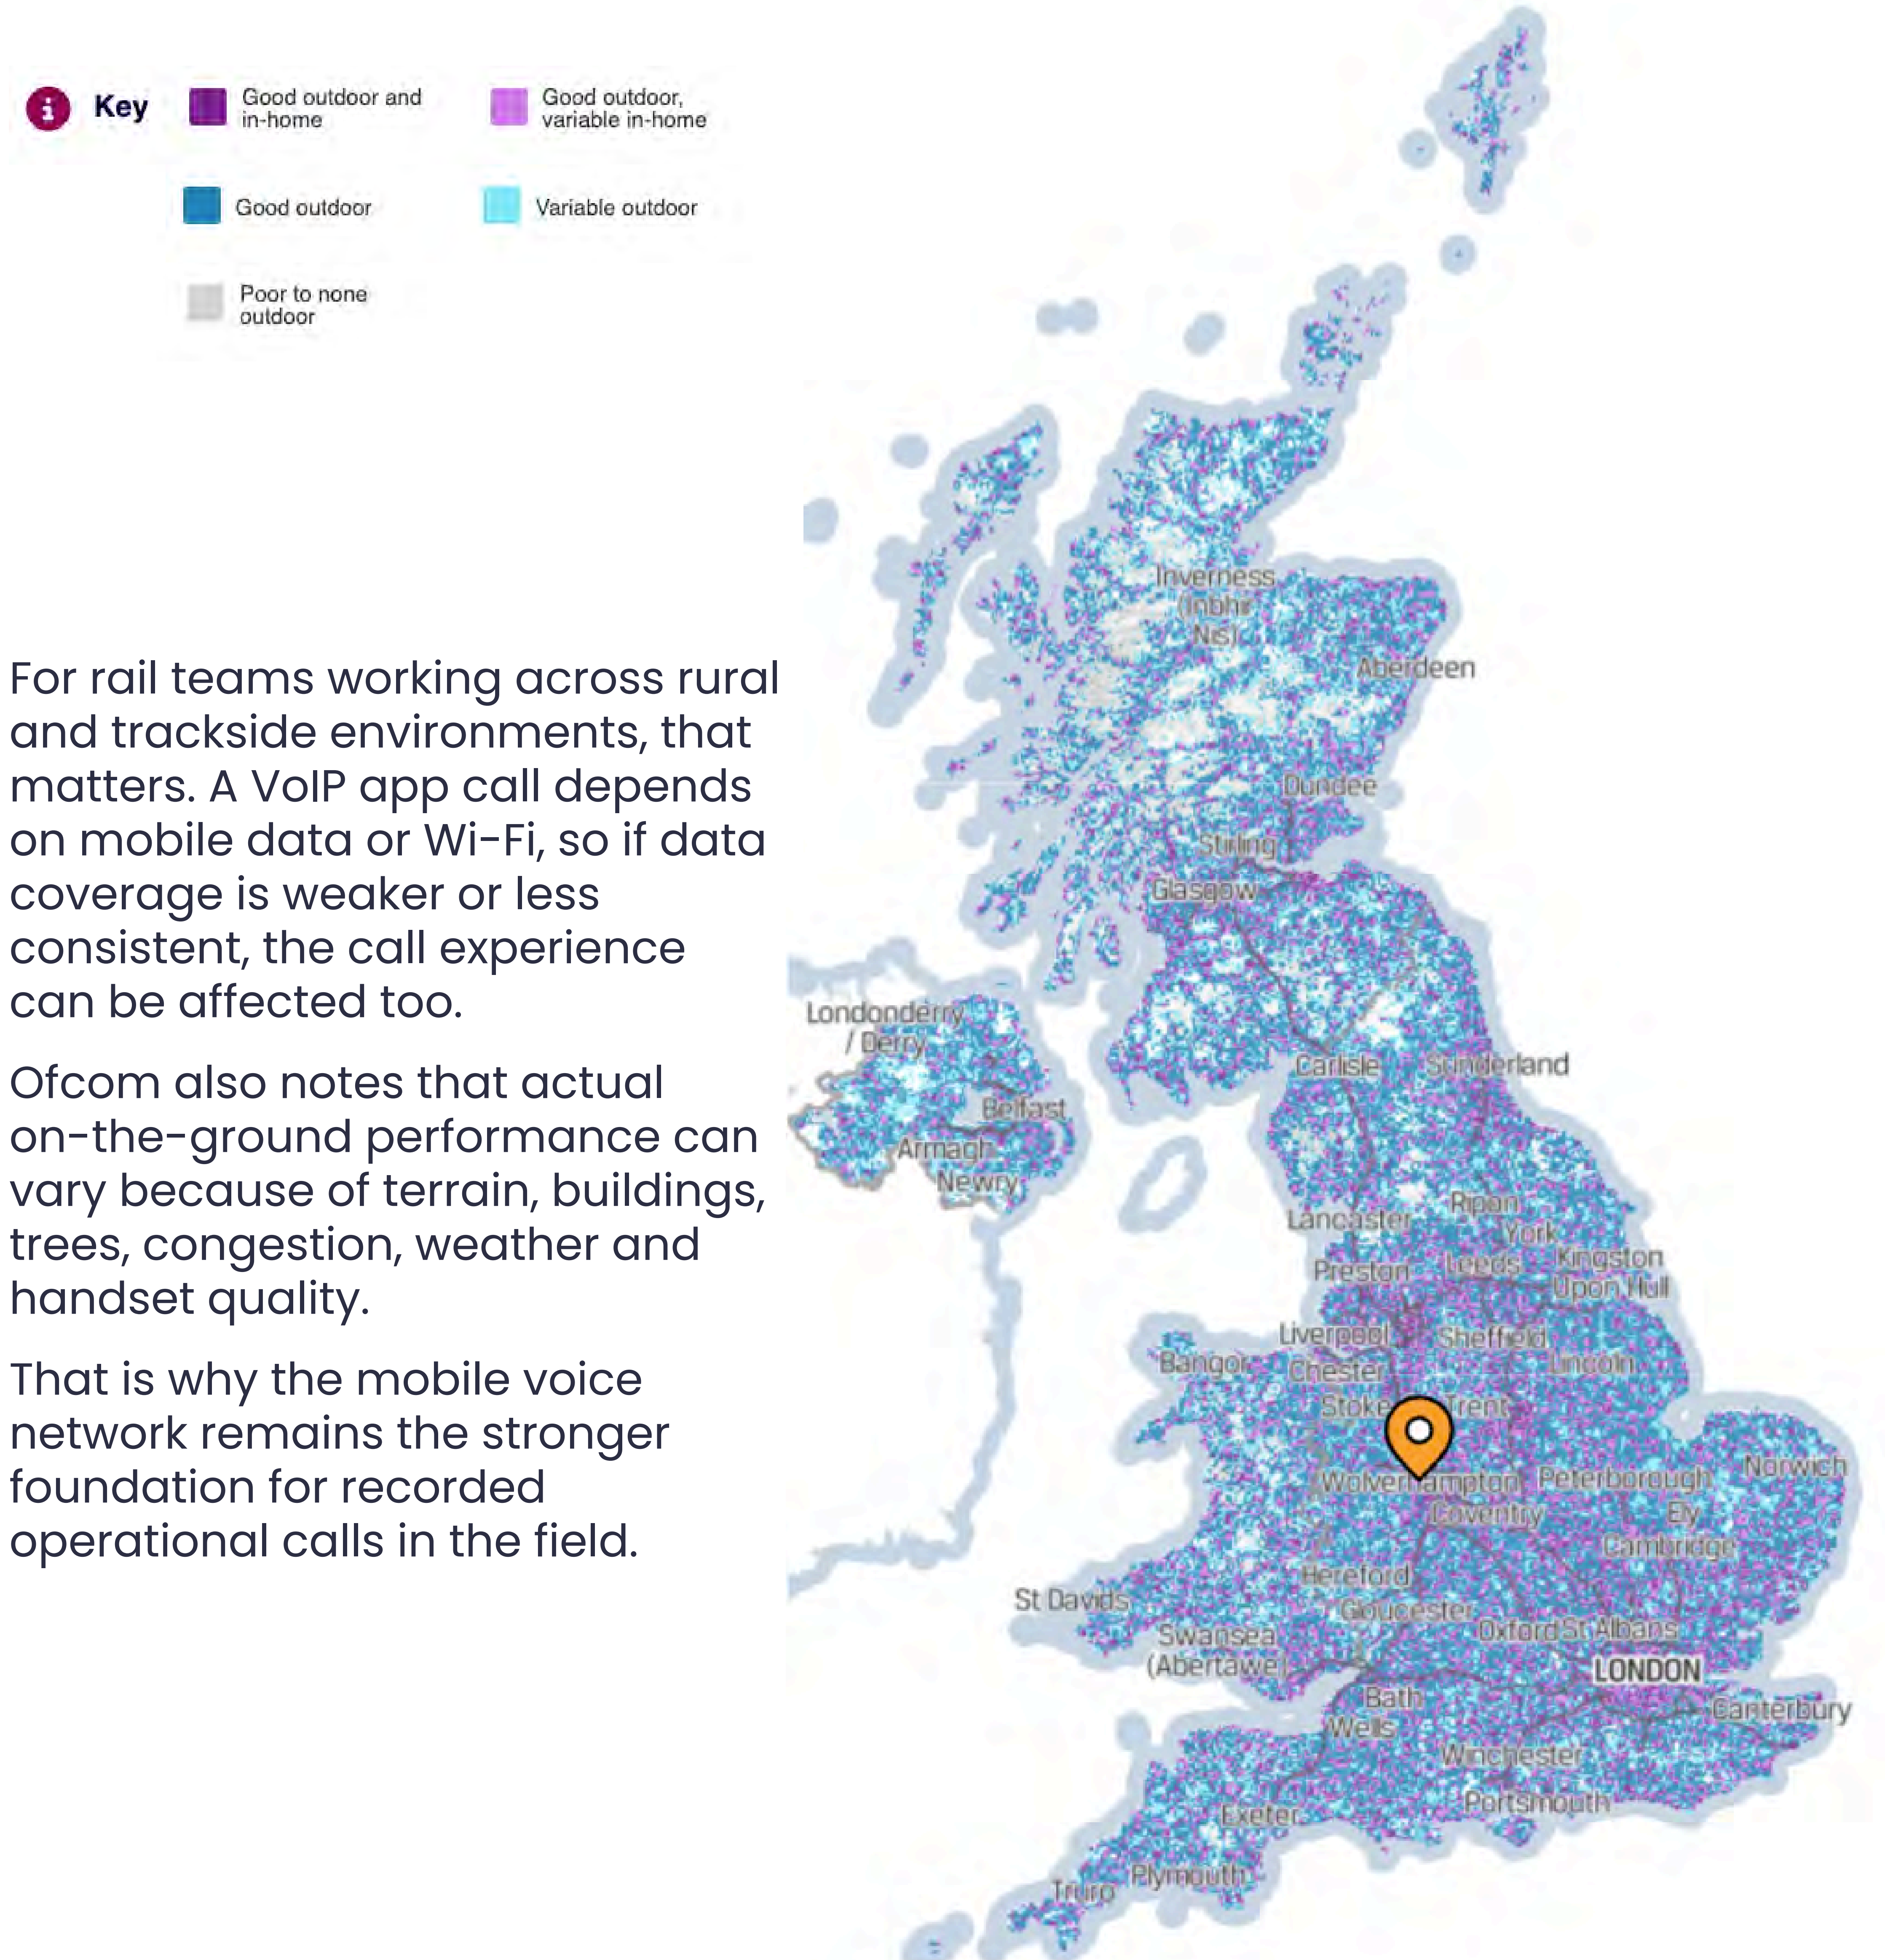 Key
Good outdoor and
in-home
Good outdoor,
variable in-home
Good outdoor
Variable outdoor
Poor to none
outdoor
For rail teams working across rural
and trackside environments, that
matters. A VoIP app call depends
on mobile data or Wi-Fi, so if data
coverage is weaker or less
consistent, the call experience
can be affected too.
Ofcom also notes that actual
on-the-ground performance can
vary because of terrain, buildings,
trees, congestion, weather and
handset quality.
That is why the mobile voice
network remains the stronger
foundation for recorded
operational calls in the field.
Inverness
(Inbhir
Nis)
Aberdeen
Dundee
Stirling
Glasgow
Londonderry
/ Derry
Carlisle
Sunderland
Belfast
Armagh
Newry
Ripon
Lancaster
York
Preston
Leeds
Kingston
Upon Hull
Liverpool
Sheffield
Bangor
Chester
Lincoln
Stoke
Trent
Wolverhampton
Peterborough
Norwich
Coventry
Ely
Cambridge
Hereford
St Davids
Gloucester
Oxford
St Albans
Swansea
(Abertawe)
LONDON
Bath
Canterbury
Wells
Winchester
Portsmouth
Exeter
Plymouth
Truro